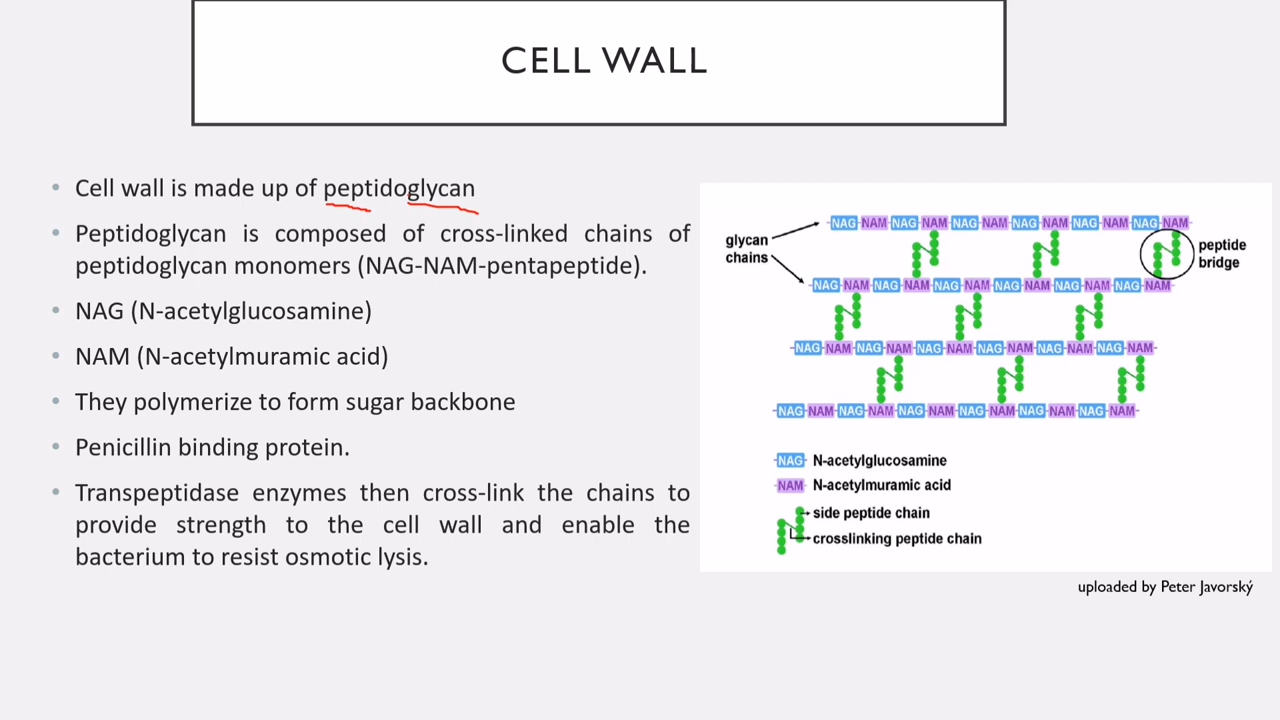 CELL WALL
• Cell wall is made up of peptidoglycan
• Peptidoglycan is composed of cross-linked chains of
peptidoglycan monomers (NAG-NAM-pentapeptide).
• NAG (N-acetylglucosamine)
• NAM (N-acetylmuramic acid)
• They polymerize to form sugar backbone
• Penicillin binding protein.
• Transpeptidase enzymes then cross-link the chains to
provide strength to the cell wall and enable the
bacterium to resist osmotic lysis.
NAG NAM NAG NAM NAG NAM NAG NAM NAG NAM NAG NAM
glycan
chains
peptide
bridge
NAG NAM NAG NAM NAG NAM NAG NAM NAG NAM NAG NAM
NAG NAM NAG NAM NAG NAM NAG NAM NAG NAM NAG NAM
NAG NAM NAG NAM NAG NAM NAG NAM NAG NAM NAG NAM
NAG N-acetylglucosamine
NAM N-acetylmuramic acid
side peptide chain
crosslinking peptide chain
uploaded by Peter Javorský